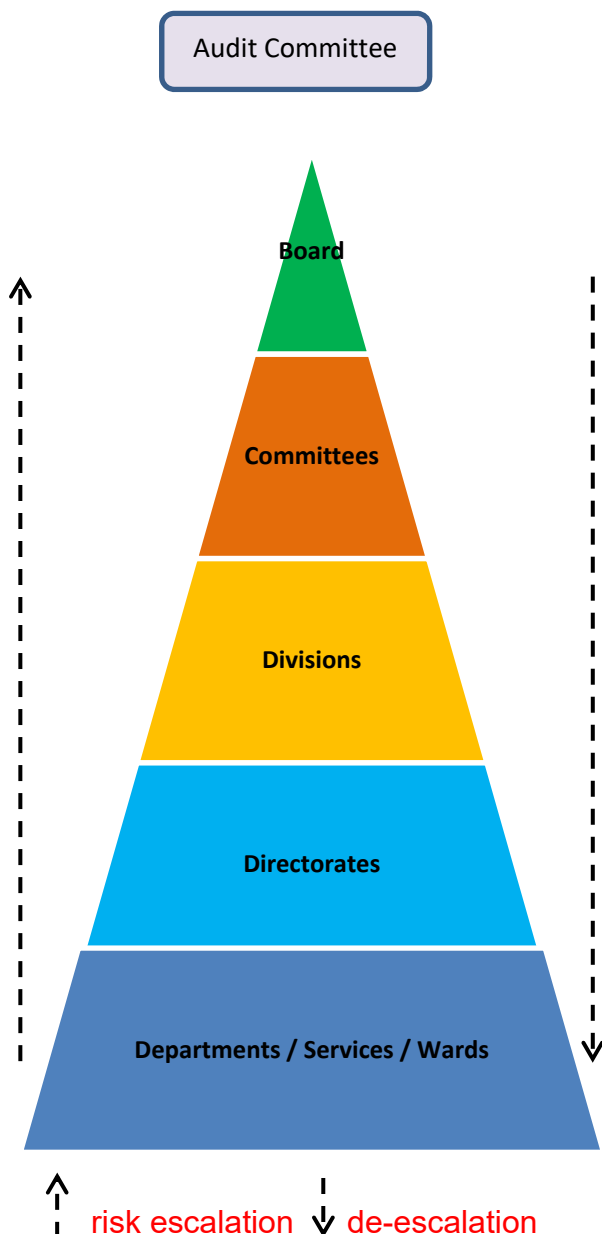 Audit Committee
Board
Committees
Divisions
Directorates
Departments / Services / Wards
risk escalation de-escalation